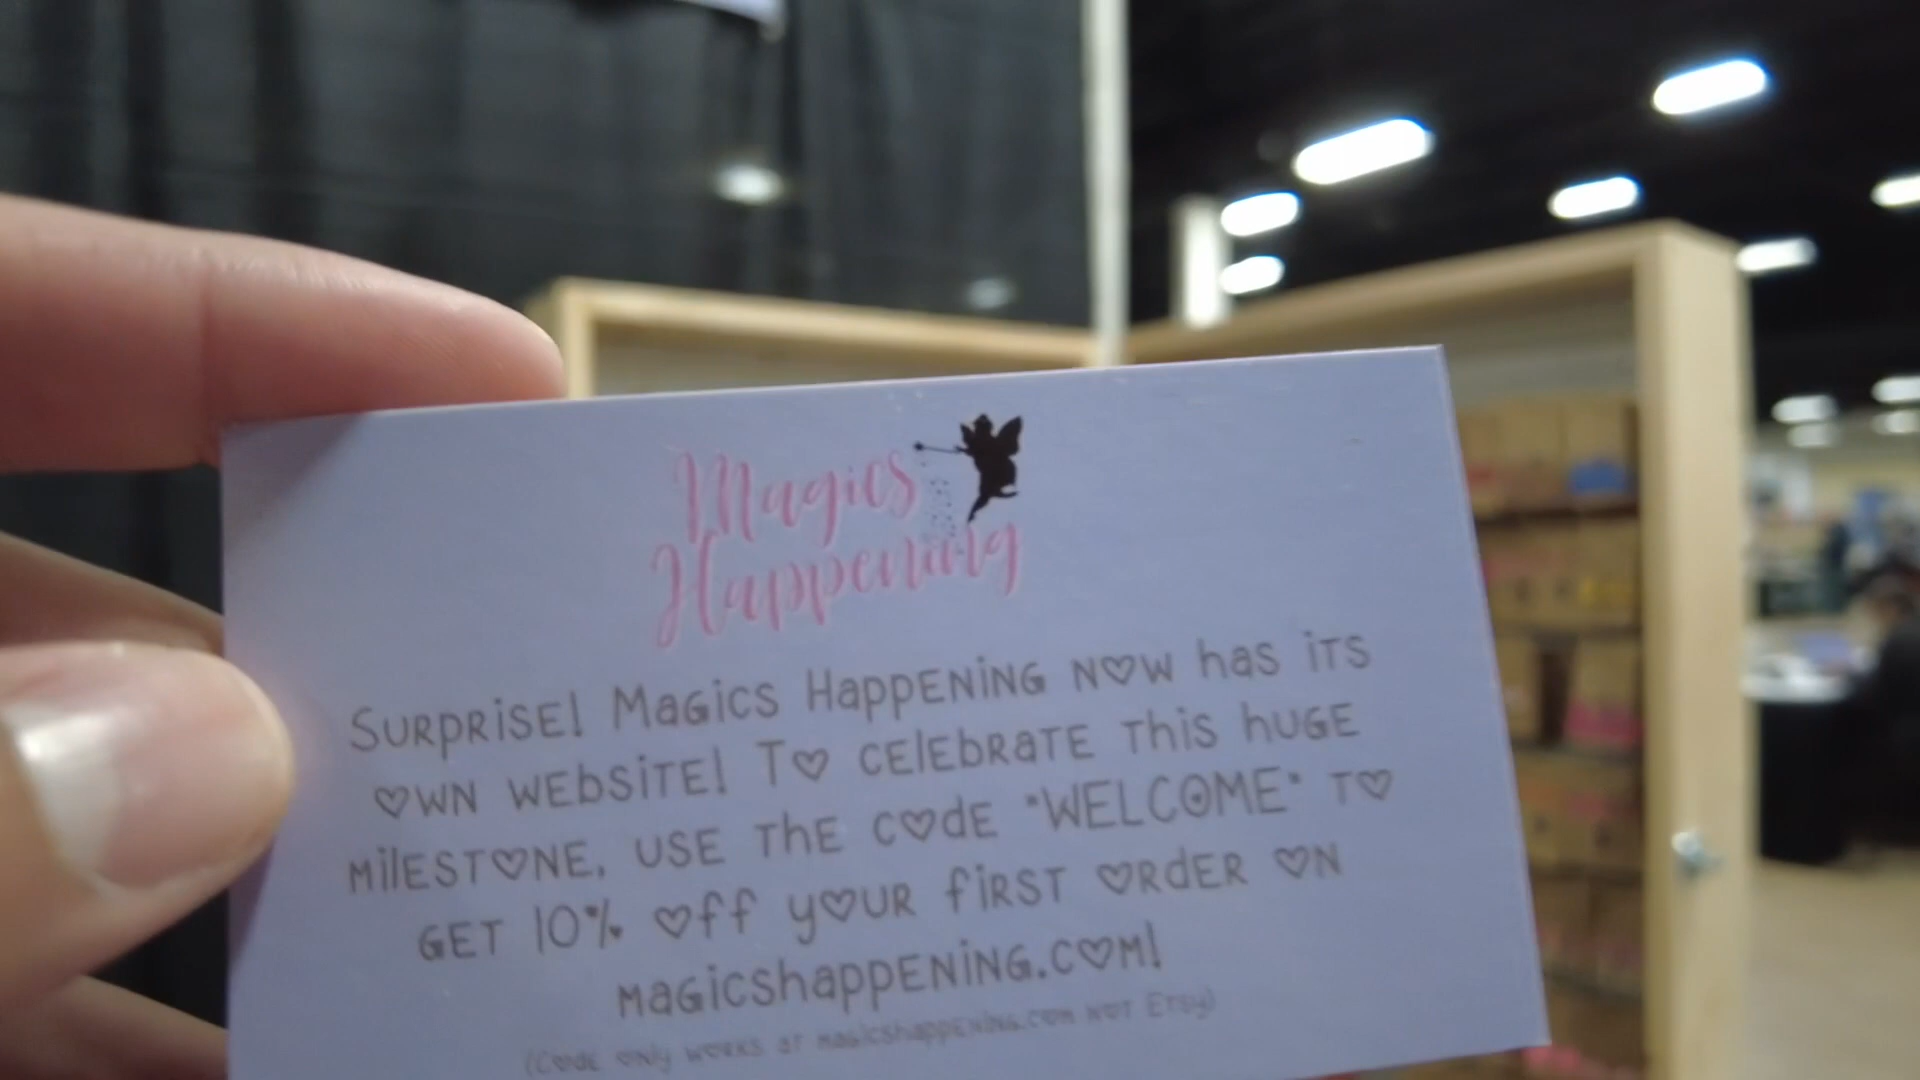 Magics
Happening
Surprise! Magics Happening now has its
own website! To celebrate this huge
milestone, use the code "WELCOME" to
get 10% off your first order on
magicshappening.com!
(Code only works at magicshappening.com not Etsy)